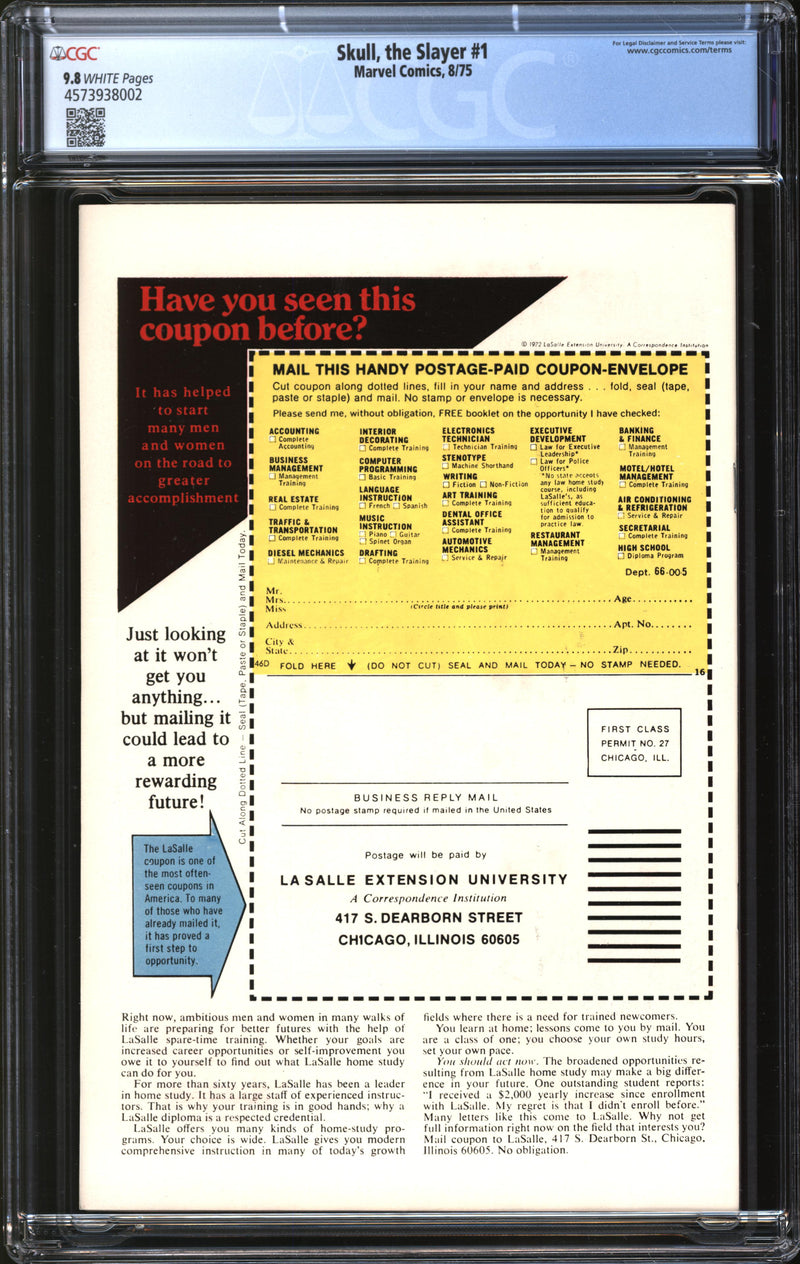 CGC
9.8 WHITE Pages
4573938002
Skull, the Slayer #1
Marvel Comics, 8/75
For Legal Disclaimer and Service Terms please visit:
www.cgccomics.com/terms
CGC
Have you seen this
coupon before?
© 1972 LaSalle Extension University. A Correspondence Institution
It has helped
to start
many men
and women
on the road to
greater
accomplishment
MAIL THIS HANDY POSTAGE-PAID COUPON-ENVELOPE
Cut coupon along dotted lines, fill in your name and address . . . fold, seal (tape,
paste or staple) and mail. No stamp or envelope is necessary.
Please send me, without obligation, FREE booklet on the opportunity I have checked:
ACCOUNTING
☐ Complete
Accounting
BUSINESS
MANAGEMENT
☐ Management
Training
REAL ESTATE
☐ Complete Training
TRAFFIC &
TRANSPORTATION
☐ Complete Training
DIESEL MECHANICS
☐ Maintenance & Repair
INTERIOR
DECORATING
☐ Complete Training
COMPUTER
PROGRAMMING
☐ Basic Training
LANGUAGE
INSTRUCTION
☐ French ☐ Spanish
MUSIC
INSTRUCTION
☐ Piano ☐ Guitar
☐ Spinet Organ
DRAFTING
☐ Complete Training
ELECTRONICS
TECHNICIAN
☐ Technician Training
STENOTYPE
☐ Machine Shorthand
WRITING
☐ Fiction ☐ Non-Fiction
ART TRAINING
☐ Complete Training
DENTAL OFFICE
ASSISTANT
☐ Complete Training
AUTOMOTIVE
MECHANICS
☐ Service & Repair
EXECUTIVE
DEVELOPMENT
☐ Law for Executive
Leadership*
☐ Law for Police
Officers*
*No state accepts
any law home study
course, including
LaSalle's, as
sufficient educa-
tion to qualify
for admission to
practice law.
RESTAURANT
MANAGEMENT
☐ Management
Training
BANKING
& FINANCE
☐ Management
Training
MOTEL/HOTEL
MANAGEMENT
☐ Complete Training
AIR CONDITIONING
& REFRIGERATION
☐ Service & Repair
SECRETARIAL
☐ Complete Training
HIGH SCHOOL
☐ Diploma Program
Dept. 66-005
Mr.
Mrs. Age
Miss (Circle title and please print)
Address Apt. No.
City &
State Zip
46D FOLD HERE ↓ (DO NOT CUT) SEAL AND MAIL TODAY – NO STAMP NEEDED.
16
Cut Along Dotted Line – Seal (Tape, Paste or Staple) and Mail Today.
Just looking
at it won't
get you
anything...
but mailing it
could lead to
a more
rewarding
future!
FIRST CLASS
PERMIT NO. 27
CHICAGO, ILL.
BUSINESS REPLY MAIL
No postage stamp required if mailed in the United States
Postage will be paid by
LA SALLE EXTENSION UNIVERSITY
A Correspondence Institution
417 S. DEARBORN STREET
CHICAGO, ILLINOIS 60605
The LaSalle
coupon is one of
the most often-
seen coupons in
America. To many
of those who have
already mailed it,
it has proved a
first step to
opportunity.
Right now, ambitious men and women in many walks of
life are preparing for better futures with the help of
LaSalle spare-time training. Whether your goals are
increased career opportunities or self-improvement you
owe it to yourself to find out what LaSalle home study
can do for you.
For more than sixty years, LaSalle has been a leader
in home study. It has a large staff of experienced instruc-
tors. That is why your training is in good hands; why a
LaSalle diploma is a respected credential.
LaSalle offers you many kinds of home-study pro-
grams. Your choice is wide. LaSalle gives you modern
comprehensive instruction in many of today's growth
fields where there is a need for trained newcomers.
You learn at home; lessons come to you by mail. You
are a class of one; you choose your own study hours,
set your own pace.
You should act now. The broadened opportunities re-
sulting from LaSalle home study may make a big differ-
ence in your future. One outstanding student reports:
"I received a $2,000 yearly increase since enrollment
with LaSalle. My regret is that I didn't enroll before."
Many letters like this come to LaSalle. Why not get
full information right now on the field that interests you?
Mail coupon to LaSalle, 417 S. Dearborn St., Chicago,
Illinois 60605. No obligation.